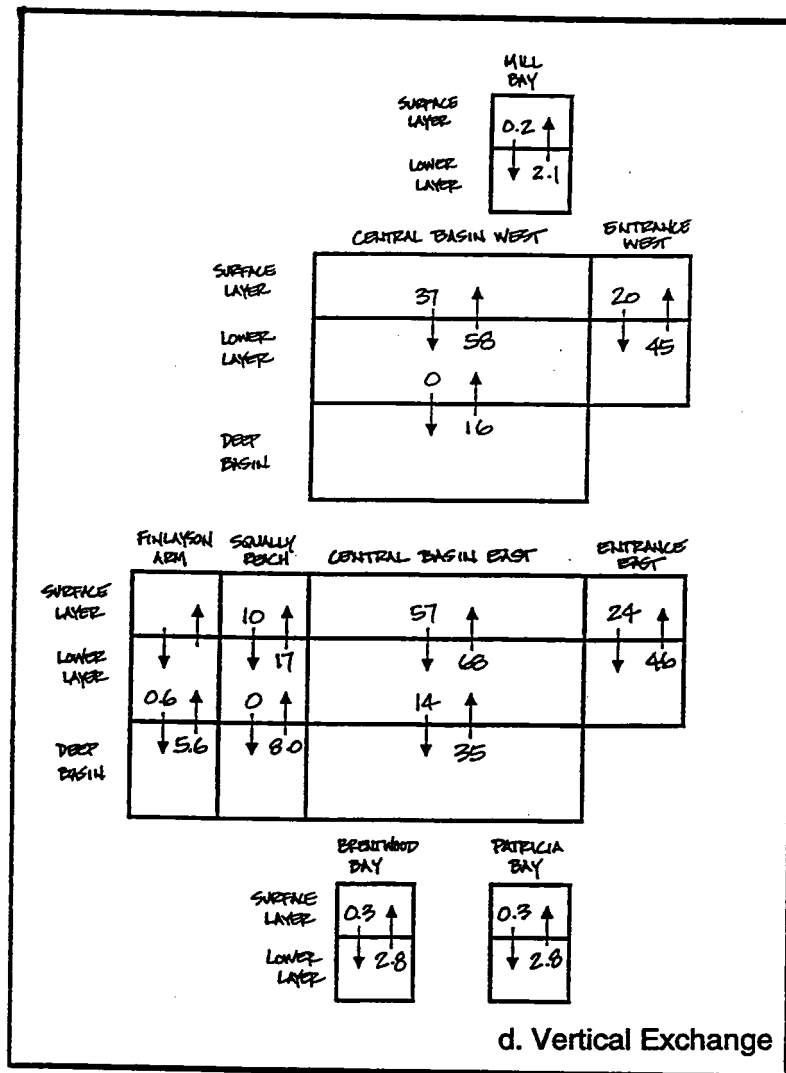 MILL
BAY
SURFACE
LAYER
0.2
LOWER
LAYER
2.1
CENTRAL BASIN WEST
ENTRANCE
WEST
SURFACE
LAYER
37
20
LOWER
LAYER
58
45
0
16
DEEP
BASIN
FINLAYSON
ARM
SQUALLY
REACH
CENTRAL BASIN EAST
ENTRANCE
EAST
SURFACE
LAYER
10
57
24
LOWER
LAYER
17
68
46
0.6
0
14
DEEP
BASIN
5.6
8.0
35
BRENTWOOD
BAY
PATRICIA
BAY
SURFACE
LAYER
0.3
0.3
LOWER
LAYER
2.8
2.8
d. Vertical Exchange